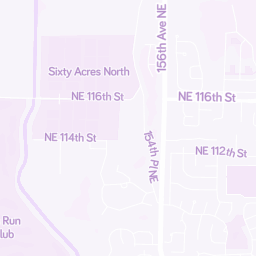 156th Ave NE
Sixty Acres North
NE 116th St
NE 116th St
NE 114th St
154th Pl NE
NE 112th St
Run
lub